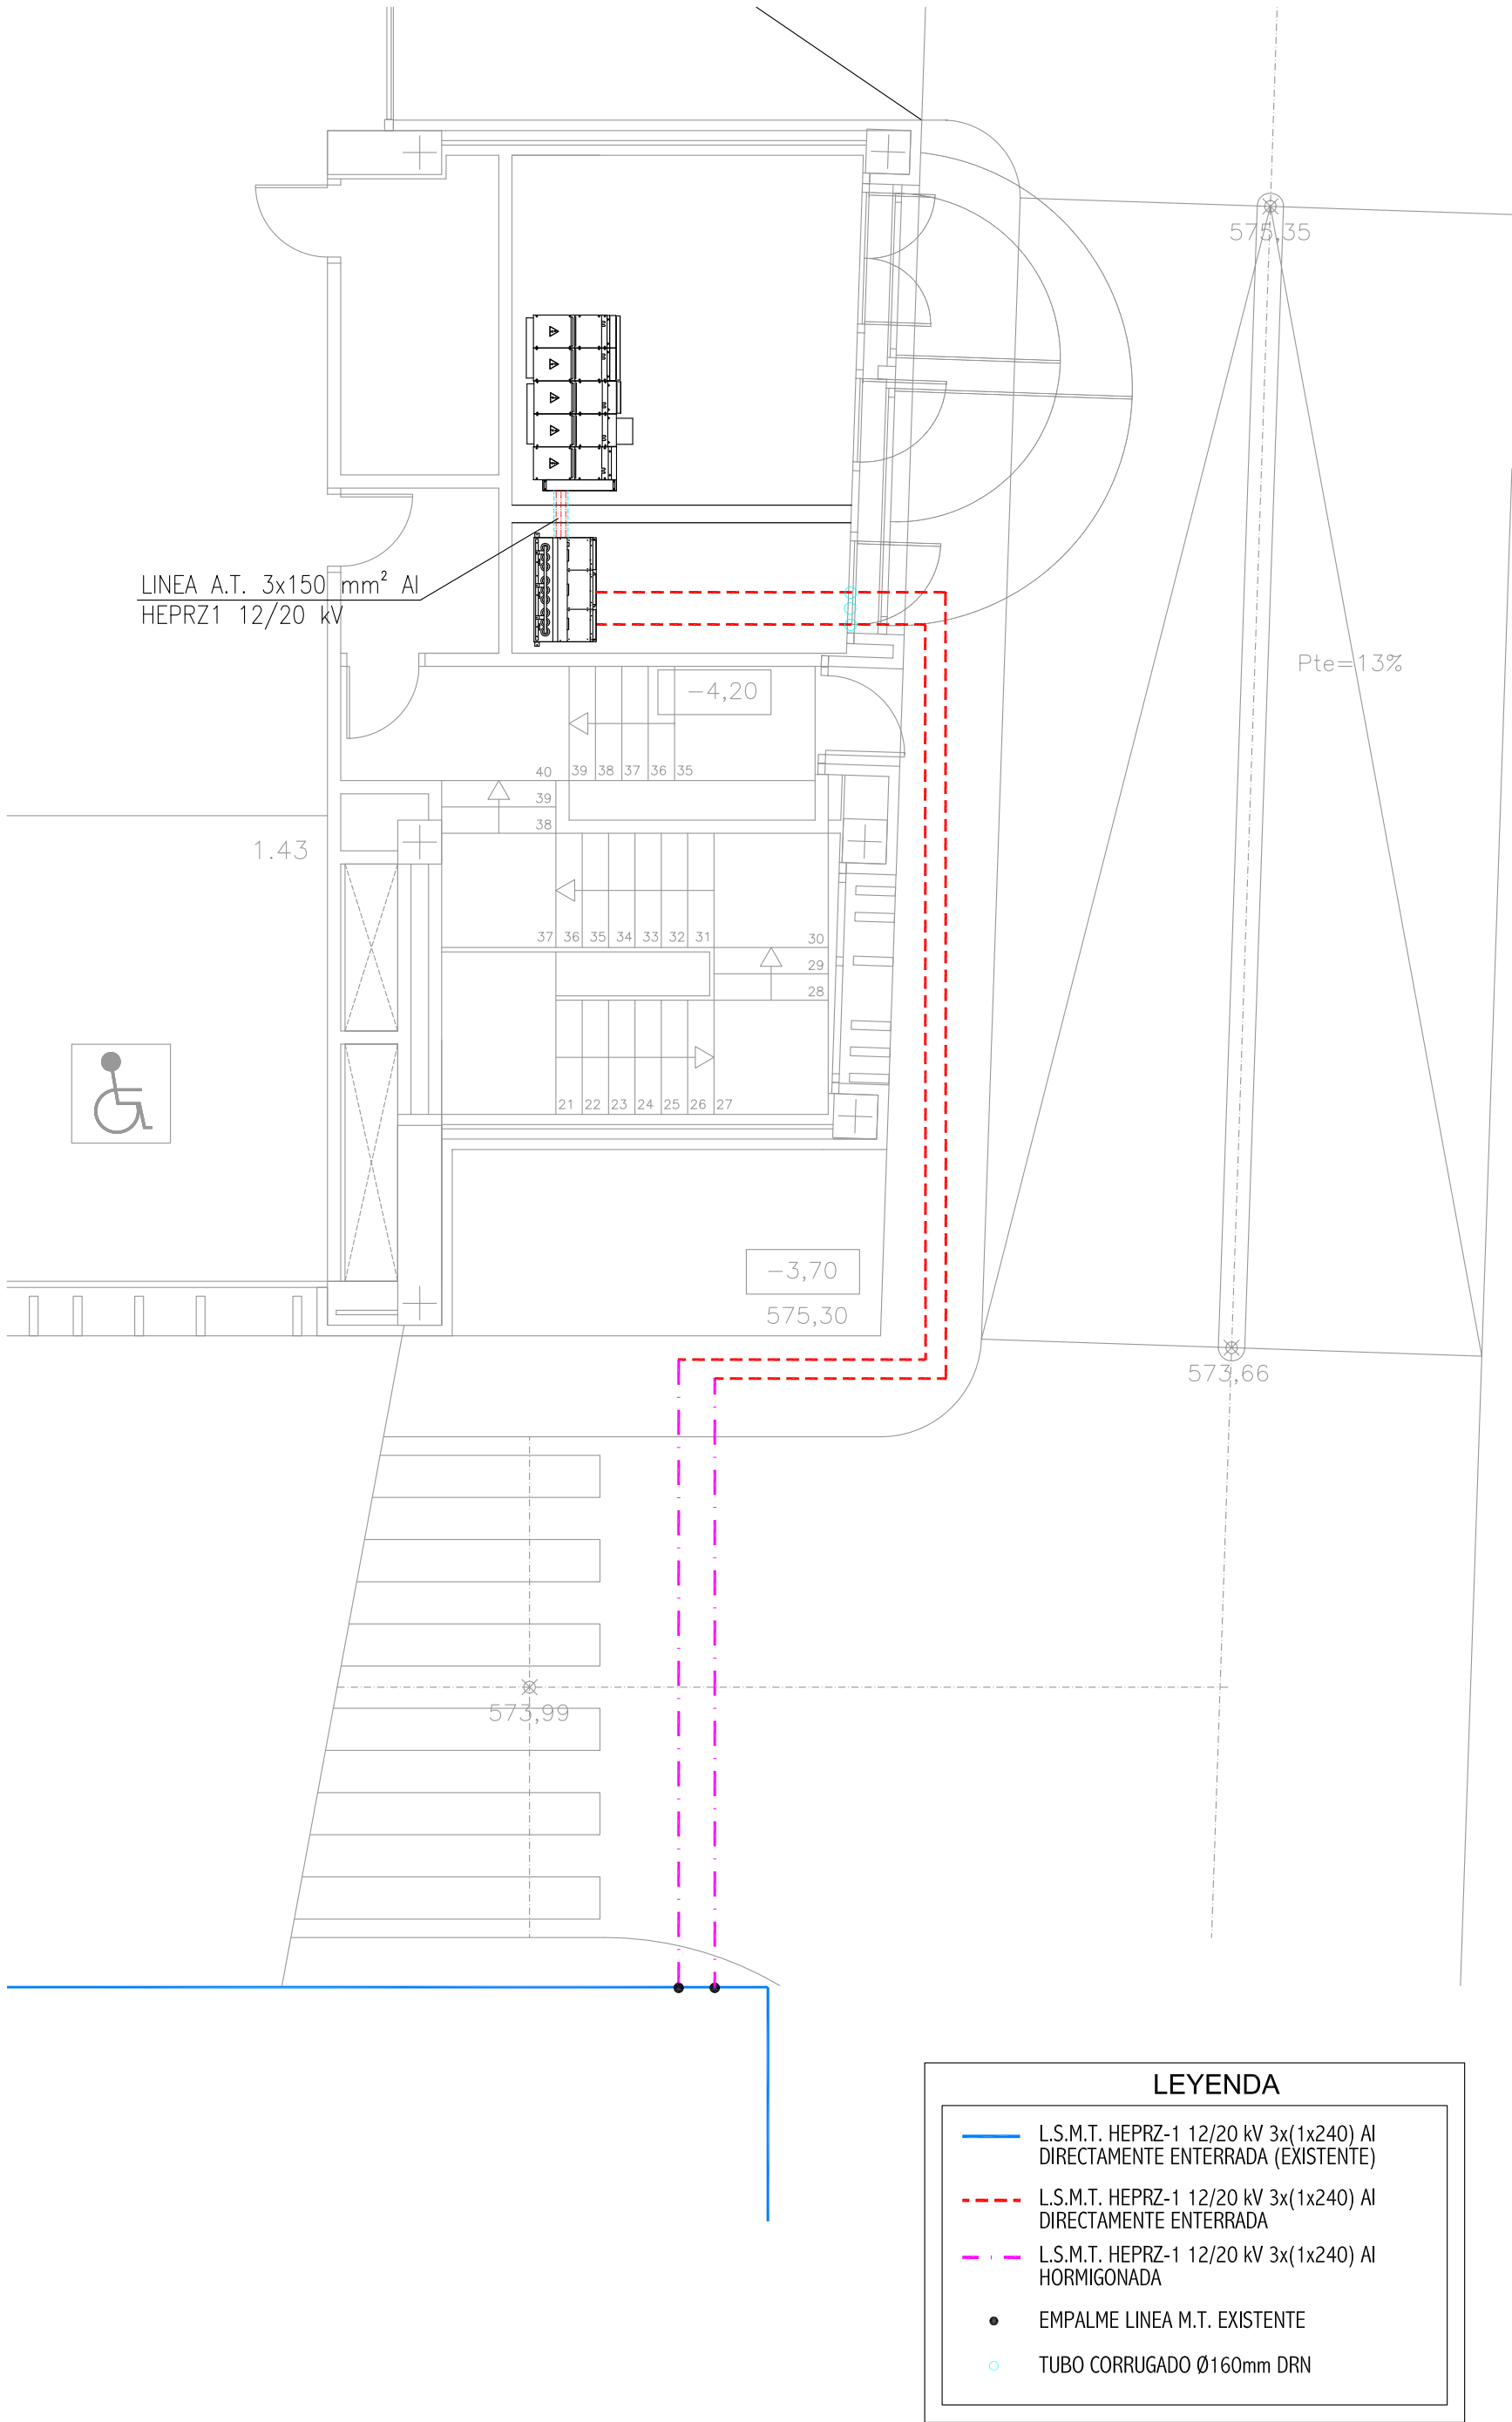 575,35
LINEA A.T. 3x150 mm² Al
HEPRZ1 12/20 kV
Pte=13%
-4,20
40 39 38 37 36 35
39
38
1.43
37 36 35 34 33 32 31 30
29
28
21 22 23 24 25 26 27
-3,70
575,30
573,66
573,99
LEYENDA
L.S.M.T. HEPRZ-1 12/20 kV 3x(1x240) Al
DIRECTAMENTE ENTERRADA (EXISTENTE)
L.S.M.T. HEPRZ-1 12/20 kV 3x(1x240) Al
DIRECTAMENTE ENTERRADA
L.S.M.T. HEPRZ-1 12/20 kV 3x(1x240) Al
HORMIGONADA
EMPALME LINEA M.T. EXISTENTE
TUBO CORRUGADO Ø160mm DRN